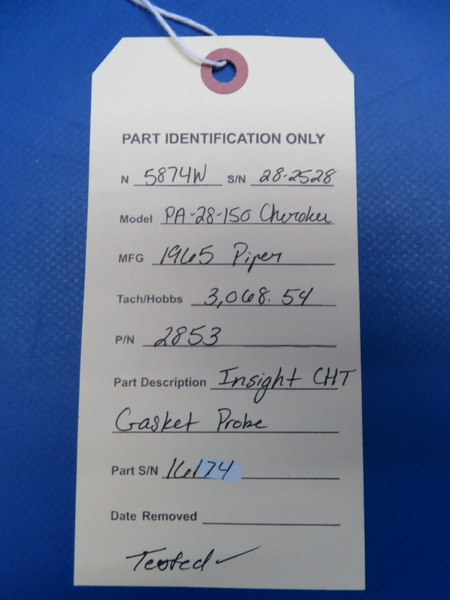 PART IDENTIFICATION ONLY
N 5874W S/N 28-2528
Model PA-28-150 Cherokee
MFG 1965 Piper
Tach/Hobbs 3,068.54
P/N 2853
Part Description Insight CHT
Gasket Probe
Part S/N 16174
Date Removed
Tested ✓